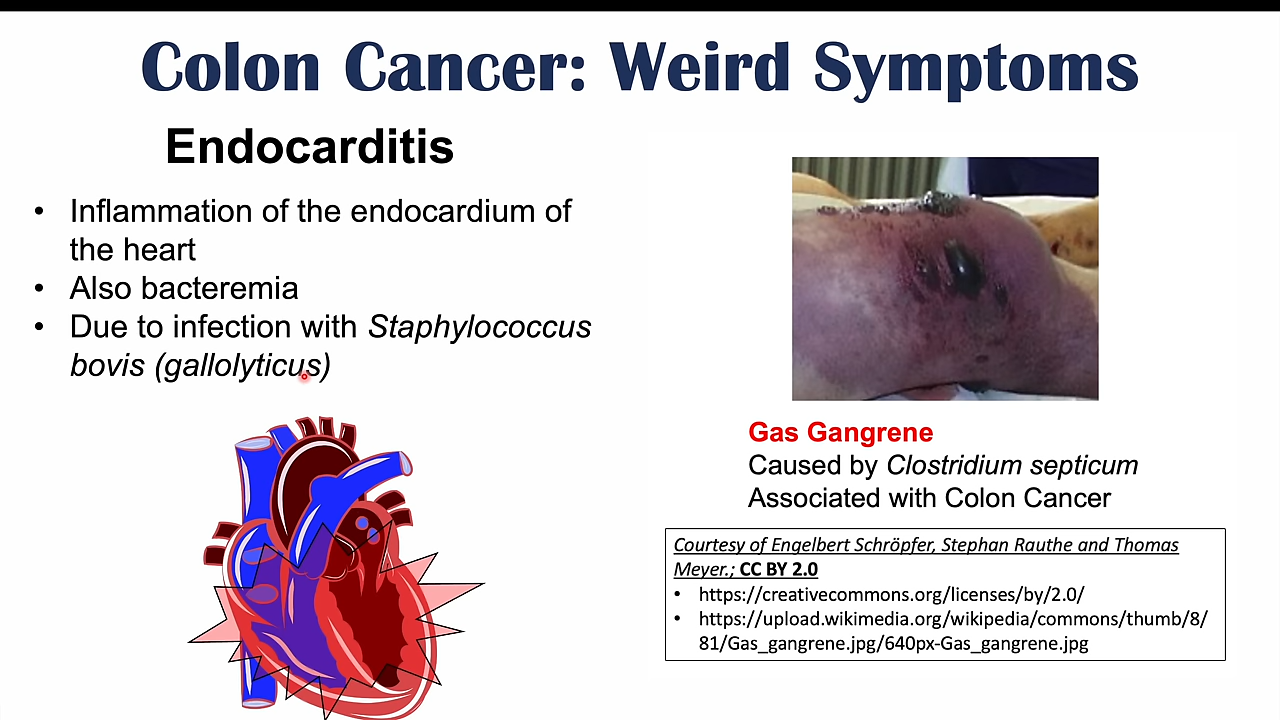 Colon Cancer: Weird Symptoms
Endocarditis
• Inflammation of the endocardium of
the heart
• Also bacteremia
• Due to infection with Staphylococcus
bovis (gallolyticus)
Gas Gangrene
Caused by Clostridium septicum
Associated with Colon Cancer
Courtesy of Engelbert Schröpfer, Stephan Rauthe and Thomas
Meyer.; CC BY 2.0
• https://creativecommons.org/licenses/by/2.0/
• https://upload.wikimedia.org/wikipedia/commons/thumb/8/
81/Gas_gangrene.jpg/640px-Gas_gangrene.jpg